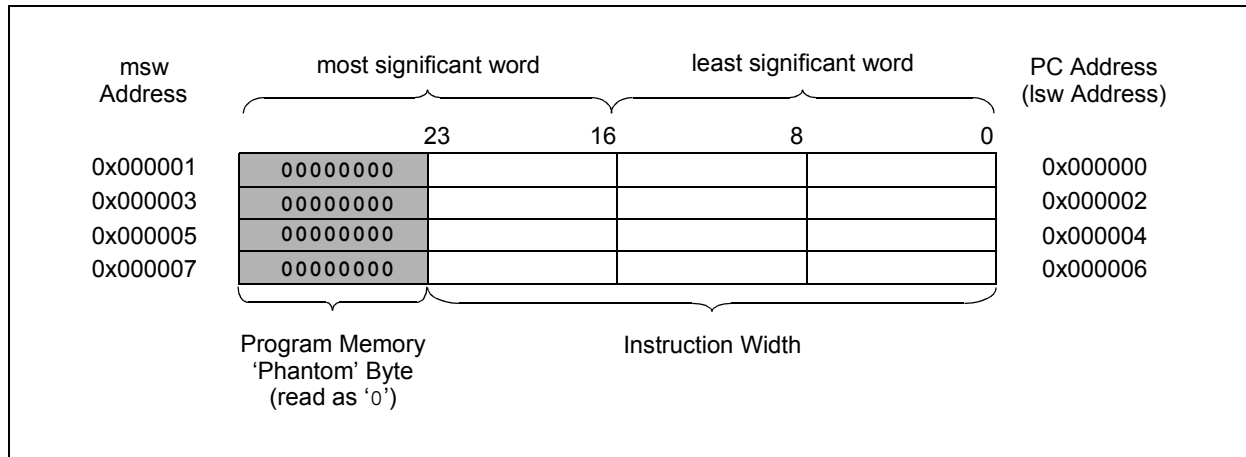 msw
Address
most significant word
least significant word
PC Address
(lsw Address)
23
16
8
0
0x000001
00000000
0x000000
0x000003
00000000
0x000002
0x000005
00000000
0x000004
0x000007
00000000
0x000006
Program Memory
‘Phantom’ Byte
(read as ‘0’)
Instruction Width